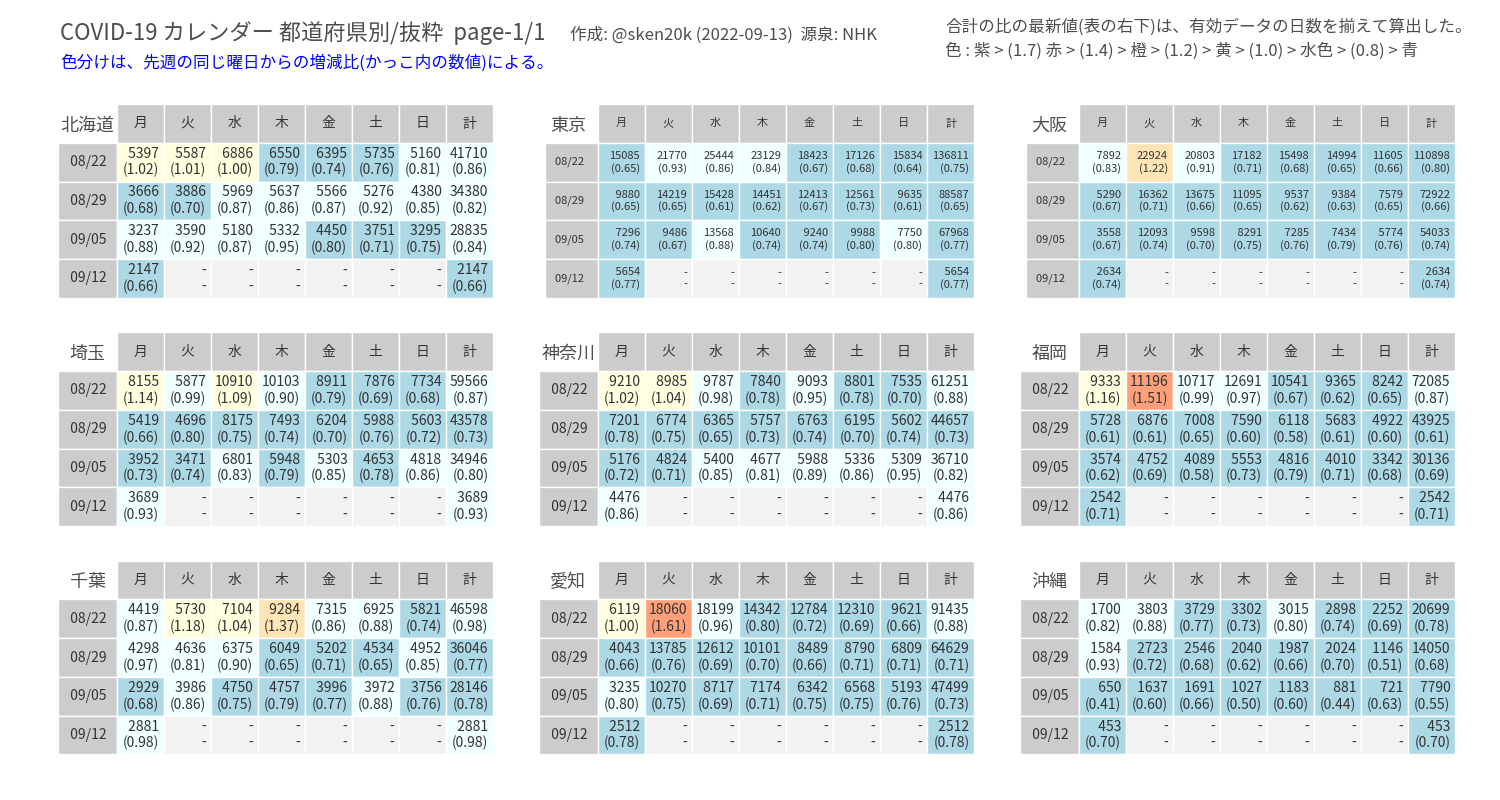 COVID-19 カレンダー 都道府県別/抜粋 page-1/1 作成: @sken20k (2022-09-13) 源泉: NHK
色分けは、先週の同じ曜日からの増減比(かっこ内の数値)による。
合計の比の最新値(表の右下)は、有効データの日数を揃えて算出した。
色 : 紫 > (1.7) 赤 > (1.4) > 橙 > (1.2) > 黄 > (1.0) > 水色 > (0.8) > 青
北海道 月 火 水 木 金 土 日 計
08/22 5397 5587 6886 6550 6395 5735 5160 41710
(1.02) (1.01) (1.00) (0.79) (0.74) (0.76) (0.81) (0.86)
08/29 3666 3886 5969 5637 5566 5276 4380 34380
(0.68) (0.70) (0.87) (0.86) (0.87) (0.92) (0.85) (0.82)
09/05 3237 3590 5180 5332 4450 3751 3295 28835
(0.88) (0.92) (0.87) (0.95) (0.80) (0.71) (0.75) (0.84)
09/12 2147 - - - - - - 2147
(0.66) - - - - - - (0.66)
東京 月 火 水 木 金 土 日 計
08/22 15085 21770 25444 23129 18423 17126 15834 136811
(0.65) (0.93) (0.86) (0.84) (0.67) (0.68) (0.64) (0.75)
08/29 9880 14219 15428 14451 12413 12561 9635 88587
(0.65) (0.65) (0.61) (0.62) (0.67) (0.73) (0.61) (0.65)
09/05 7296 9486 13568 10640 9240 9988 7750 67968
(0.74) (0.67) (0.88) (0.74) (0.74) (0.80) (0.80) (0.77)
09/12 5654 - - - - - - 5654
(0.77) - - - - - - (0.77)
大阪 月 火 水 木 金 土 日 計
08/22 7892 22924 20803 17182 15498 14994 11605 110898
(0.83) (1.22) (0.91) (0.71) (0.68) (0.65) (0.66) (0.80)
08/29 5290 16362 13675 11095 9537 9384 7579 72922
(0.67) (0.71) (0.66) (0.65) (0.62) (0.63) (0.65) (0.66)
09/05 3558 12093 9598 8291 7285 7434 5774 54033
(0.67) (0.74) (0.70) (0.75) (0.76) (0.79) (0.76) (0.74)
09/12 2634 - - - - - - 2634
(0.74) - - - - - - (0.74)
埼玉 月 火 水 木 金 土 日 計
08/22 8155 5877 10910 10103 8911 7876 7734 59566
(1.14) (0.99) (1.09) (0.90) (0.79) (0.69) (0.68) (0.87)
08/29 5419 4696 8175 7493 6204 5988 5603 43578
(0.66) (0.80) (0.75) (0.74) (0.70) (0.76) (0.72) (0.73)
09/05 3952 3471 6801 5948 5303 4653 4818 34946
(0.73) (0.74) (0.83) (0.79) (0.85) (0.78) (0.86) (0.80)
09/12 3689 - - - - - - 3689
(0.93) - - - - - - (0.93)
神奈川 月 火 水 木 金 土 日 計
08/22 9210 8985 9787 7840 9093 8801 7535 61251
(1.02) (1.04) (0.98) (0.78) (0.95) (0.78) (0.70) (0.88)
08/29 7201 6774 6365 5757 6763 6195 5602 44657
(0.78) (0.75) (0.65) (0.73) (0.74) (0.70) (0.74) (0.73)
09/05 5176 4824 5400 4677 5988 5336 5309 36710
(0.72) (0.71) (0.85) (0.81) (0.89) (0.86) (0.95) (0.82)
09/12 4476 - - - - - - 4476
(0.86) - - - - - - (0.86)
福岡 月 火 水 木 金 土 日 計
08/22 9333 11196 10717 12691 10541 9365 8242 72085
(1.16) (1.51) (0.99) (0.97) (0.67) (0.62) (0.65) (0.87)
08/29 5728 6876 7008 7590 6118 5683 4922 43925
(0.61) (0.61) (0.65) (0.60) (0.58) (0.61) (0.60) (0.61)
09/05 3574 4752 4089 5553 4816 4010 3342 30136
(0.62) (0.69) (0.58) (0.73) (0.79) (0.71) (0.68) (0.69)
09/12 2542 - - - - - - 2542
(0.71) - - - - - - (0.71)
千葉 月 火 水 木 金 土 日 計
08/22 4419 5730 7104 9284 7315 6925 5821 46598
(0.87) (1.18) (1.04) (1.37) (0.86) (0.88) (0.74) (0.98)
08/29 4298 4636 6375 6049 5202 4534 4952 36046
(0.97) (0.81) (0.90) (0.65) (0.71) (0.65) (0.85) (0.77)
09/05 2929 3986 4750 4757 3996 3972 3756 28146
(0.68) (0.86) (0.75) (0.79) (0.77) (0.88) (0.76) (0.78)
09/12 2881 - - - - - - 2881
(0.98) - - - - - - (0.98)
愛知 月 火 水 木 金 土 日 計
08/22 6119 18060 18199 14342 12784 12310 9621 91435
(1.00) (1.61) (0.96) (0.80) (0.72) (0.69) (0.66) (0.88)
08/29 4043 13785 12612 10101 8489 8790 6809 64629
(0.66) (0.76) (0.69) (0.70) (0.66) (0.71) (0.71) (0.71)
09/05 3235 10270 8717 7174 6342 6568 5193 47499
(0.80) (0.75) (0.69) (0.71) (0.75) (0.75) (0.76) (0.73)
09/12 2512 - - - - - - 2512
(0.78) - - - - - - (0.78)
沖縄 月 火 水 木 金 土 日 計
08/22 1700 3803 3729 3302 3015 2898 2252 20699
(0.82) (0.88) (0.77) (0.73) (0.80) (0.74) (0.69) (0.78)
08/29 1584 2723 2546 2040 1987 2024 1146 14050
(0.93) (0.72) (0.68) (0.62) (0.66) (0.70) (0.51) (0.68)
09/05 650 1637 1691 1027 1183 881 721 7790
(0.41) (0.60) (0.66) (0.50) (0.60) (0.44) (0.63) (0.55)
09/12 453 - - - - - - 453
(0.70) - - - - - - (0.70)